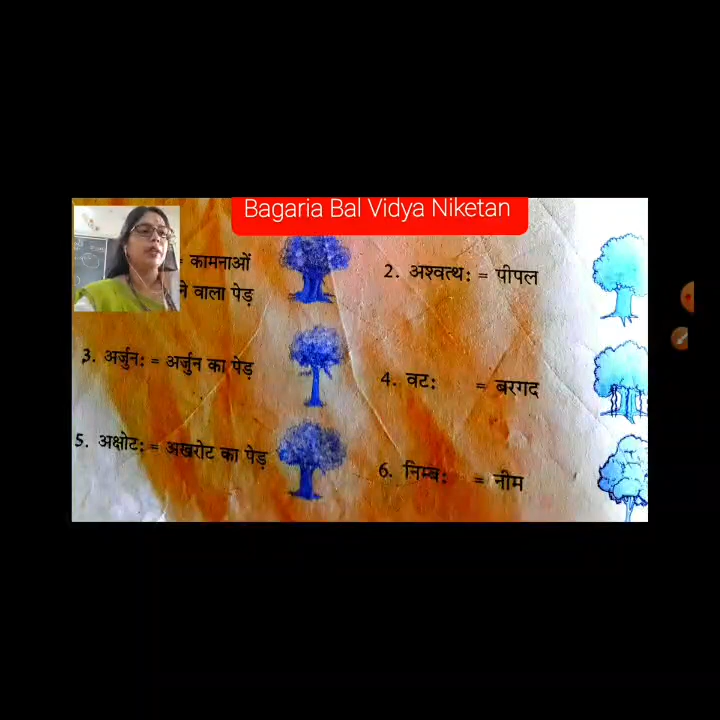 Bagaria Bal Vidya Niketan
= कामनाओं
ने वाला पेड़
2. अश्वत्थ: = पीपल
3. अर्जुन: = अर्जुन का पेड़
4. वट: = बरगद
5. अक्षोट: = अखरोट का पेड़
6. निम्ब: = नीम